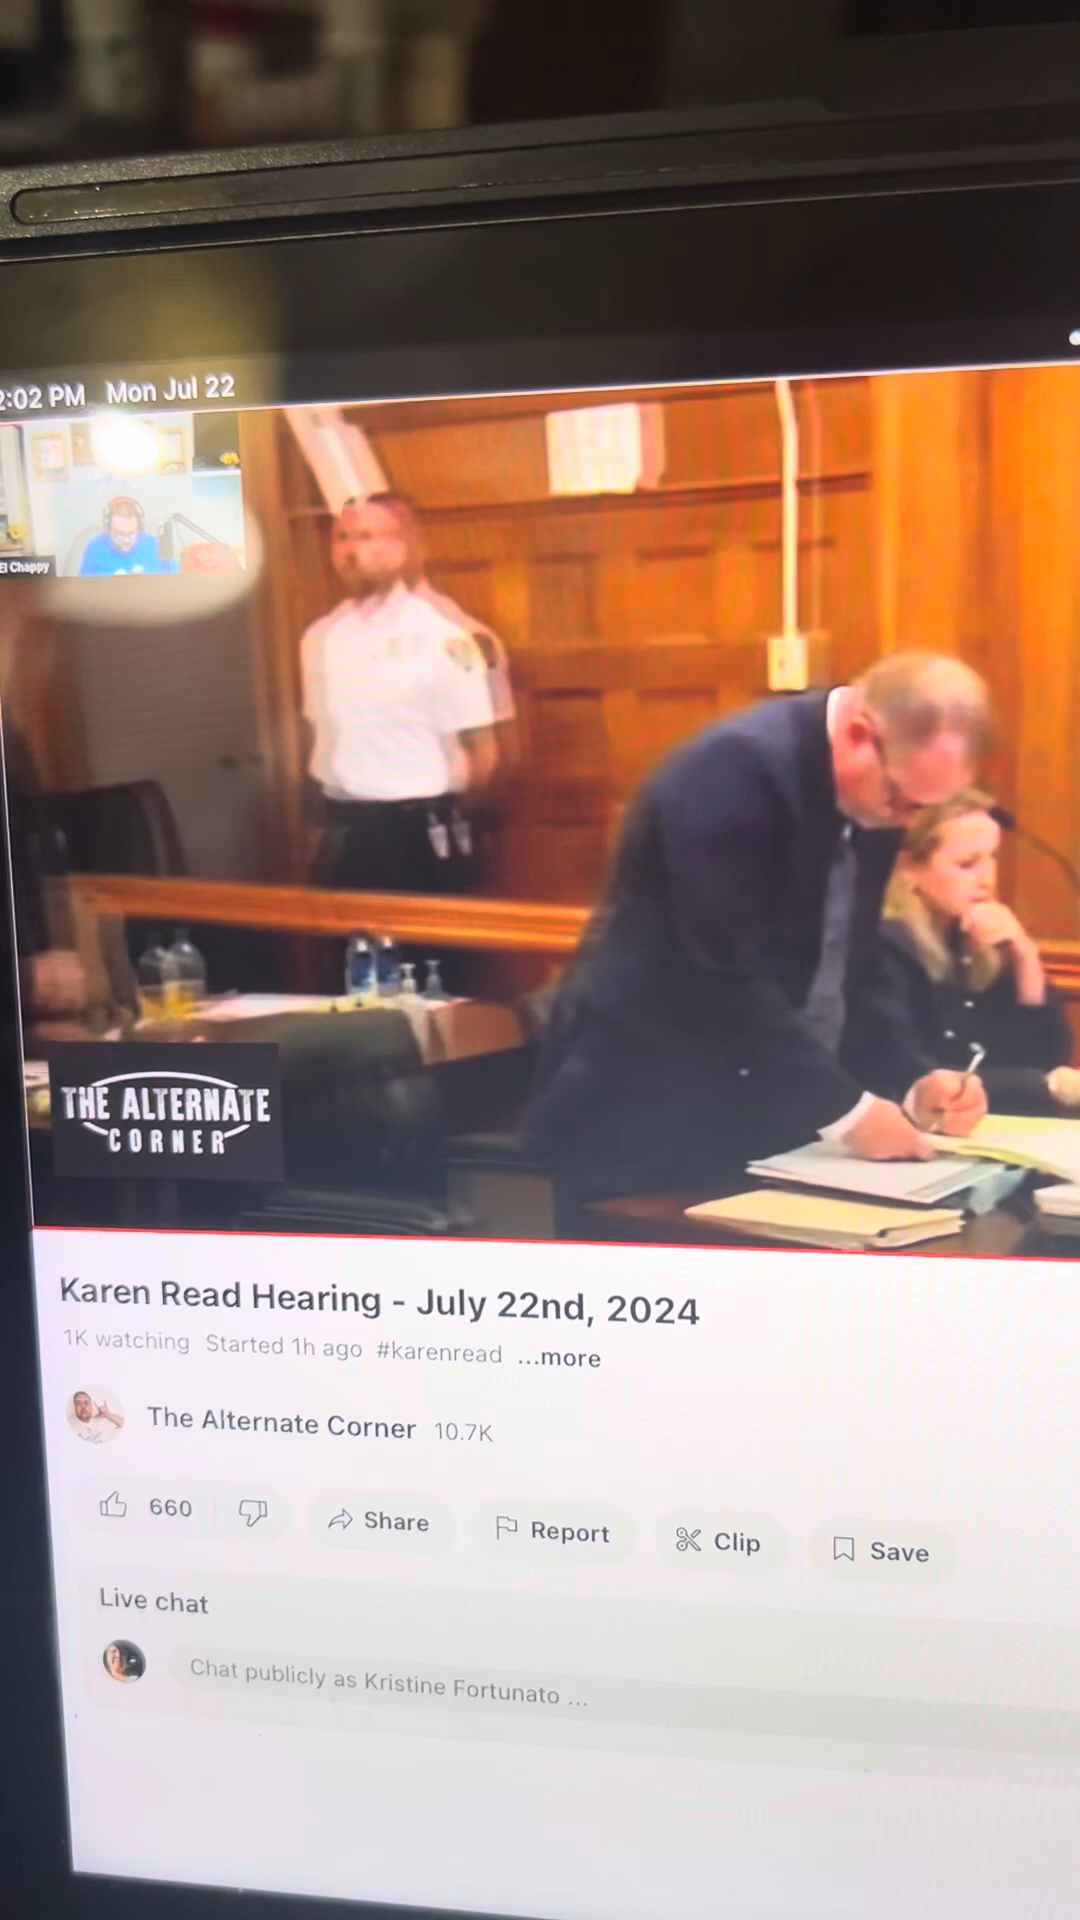 2:02 PM Mon Jul 22
El Chappy
THE ALTERNATE
CORNER
Karen Read Hearing - July 22nd, 2024
1K watching Started 1h ago #karenread ...more
The Alternate Corner 10.7K
660 Share Report Clip Save
Live chat
Chat publicly as Kristine Fortunato ...